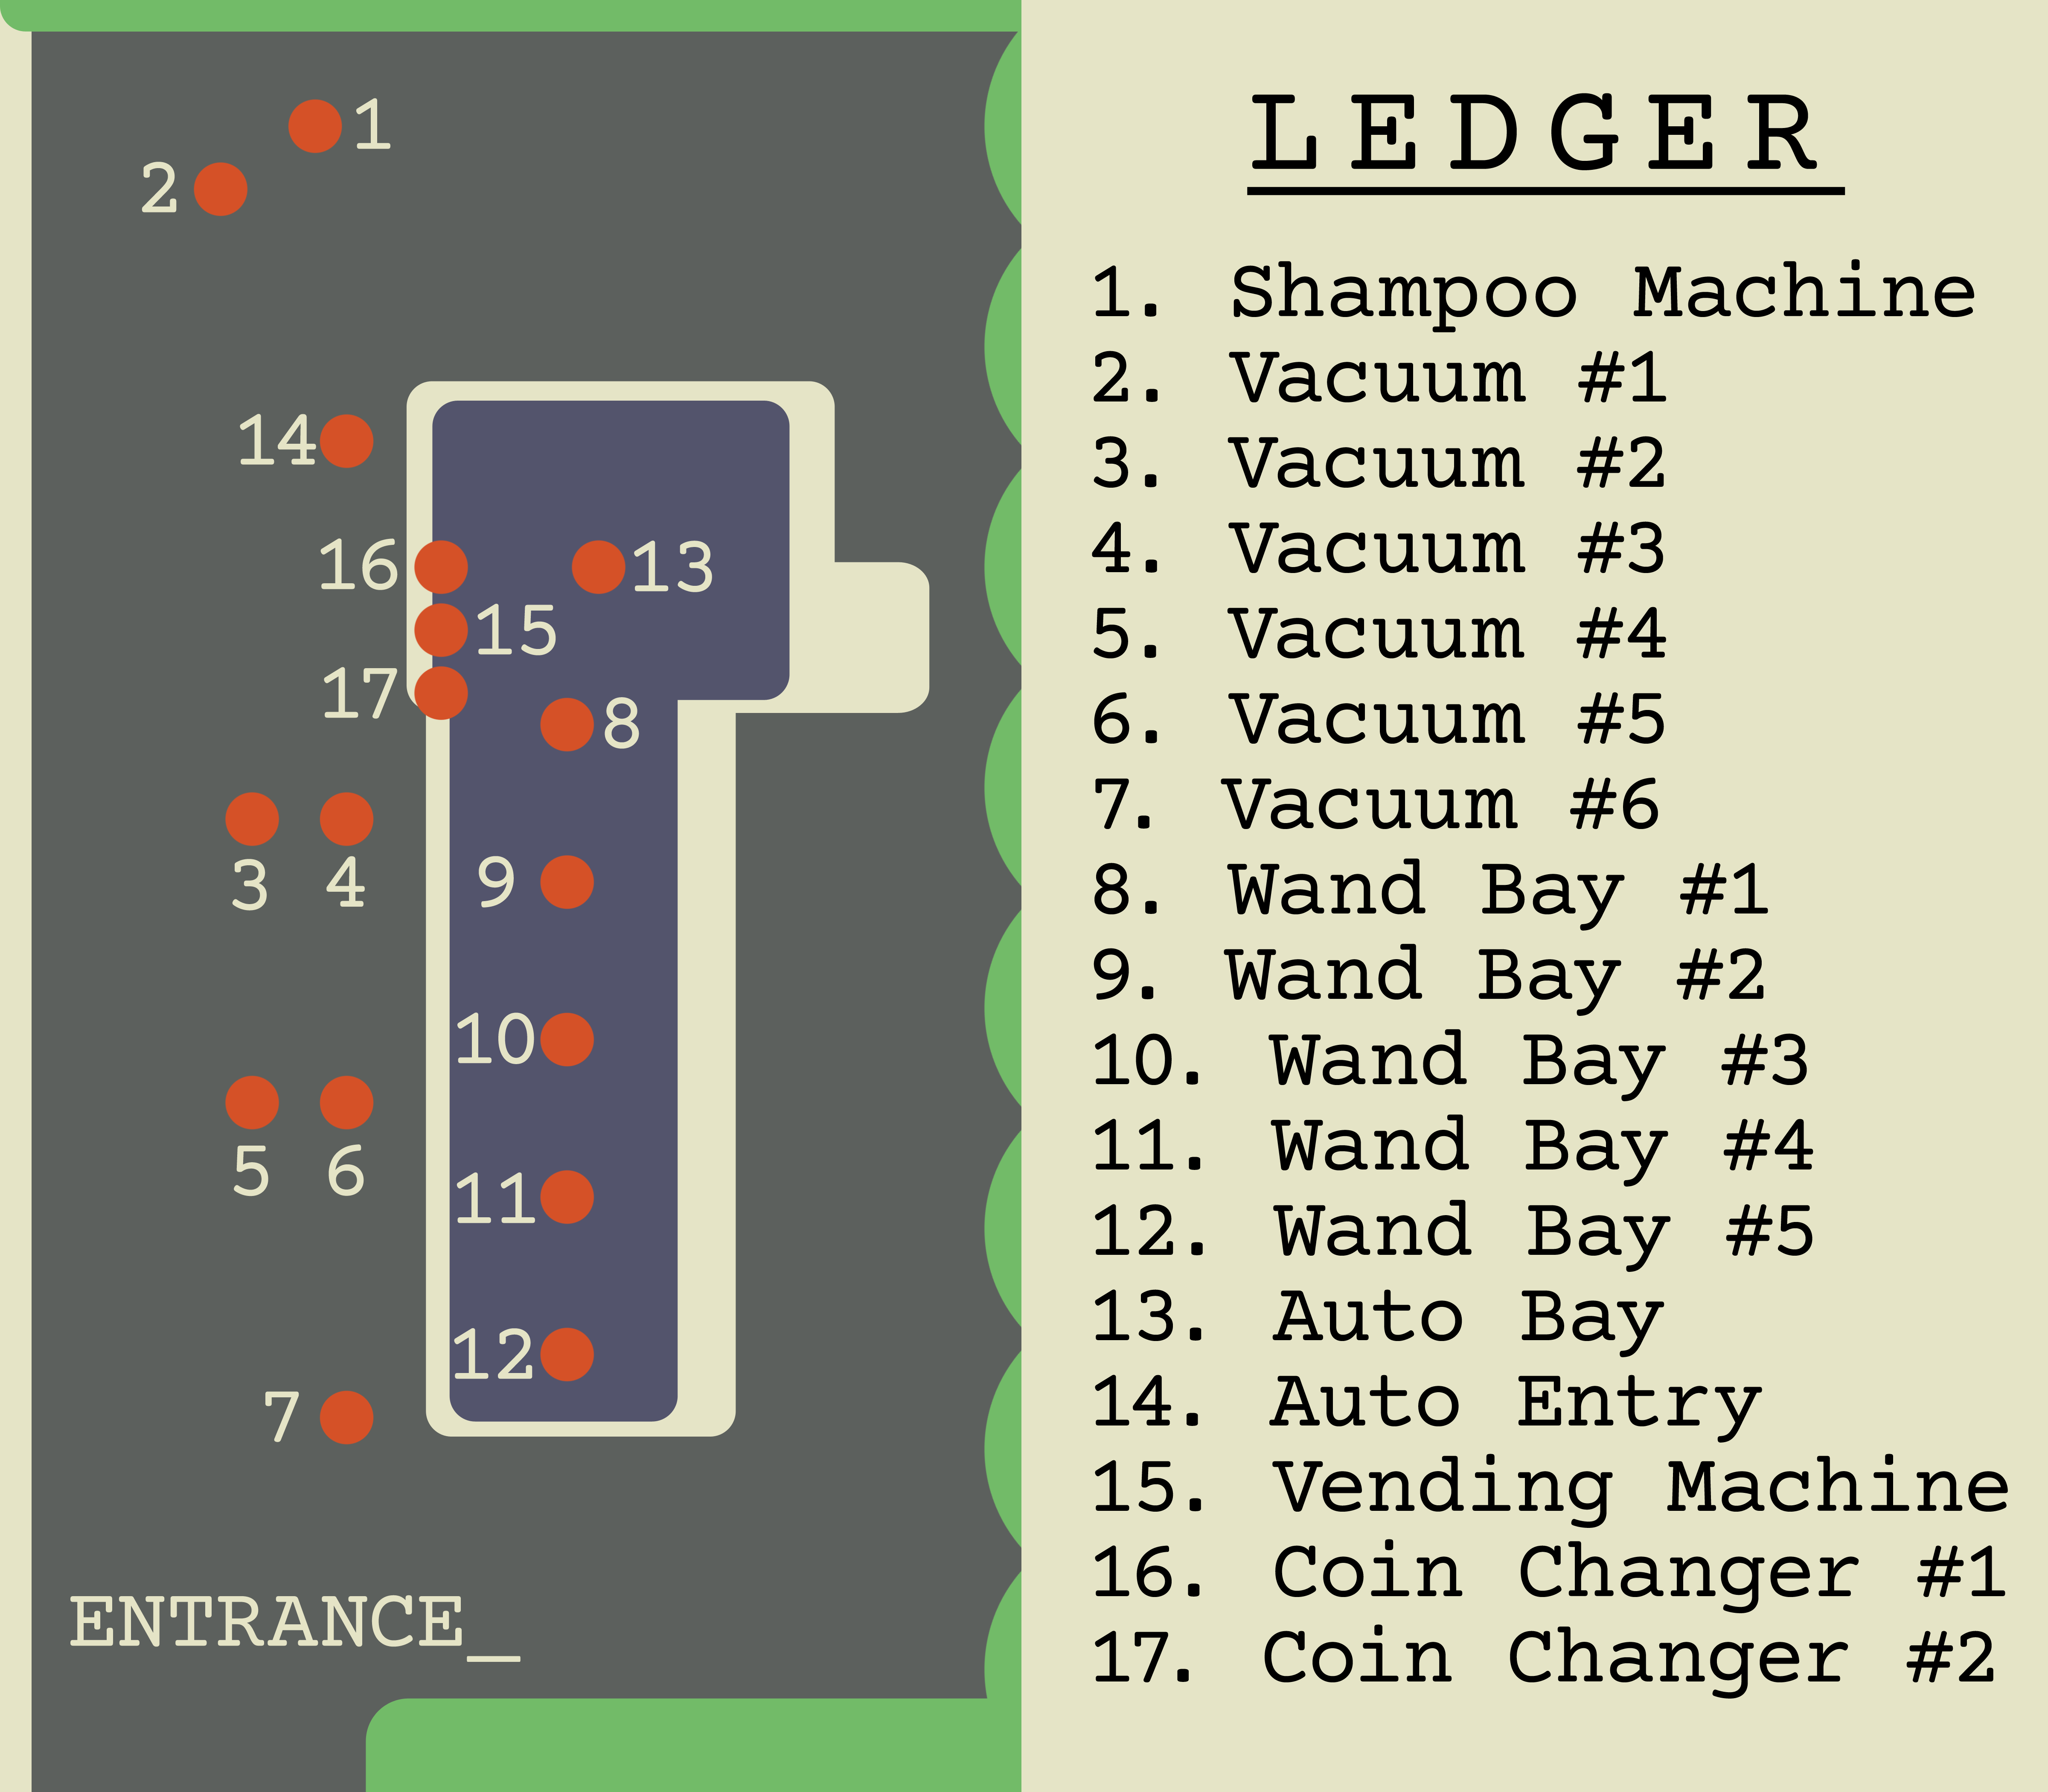 1
2
14
16
13
15
17
8
3
4
9
10
5
6
11
12
7
ENTRANCE_
LEDGER
1. Shampoo Machine
2. Vacuum #1
3. Vacuum #2
4. Vacuum #3
5. Vacuum #4
6. Vacuum #5
7. Vacuum #6
8. Wand Bay #1
9. Wand Bay #2
10. Wand Bay #3
11. Wand Bay #4
12. Wand Bay #5
13. Auto Bay
14. Auto Entry
15. Vending Machine
16. Coin Changer #1
17. Coin Changer #2